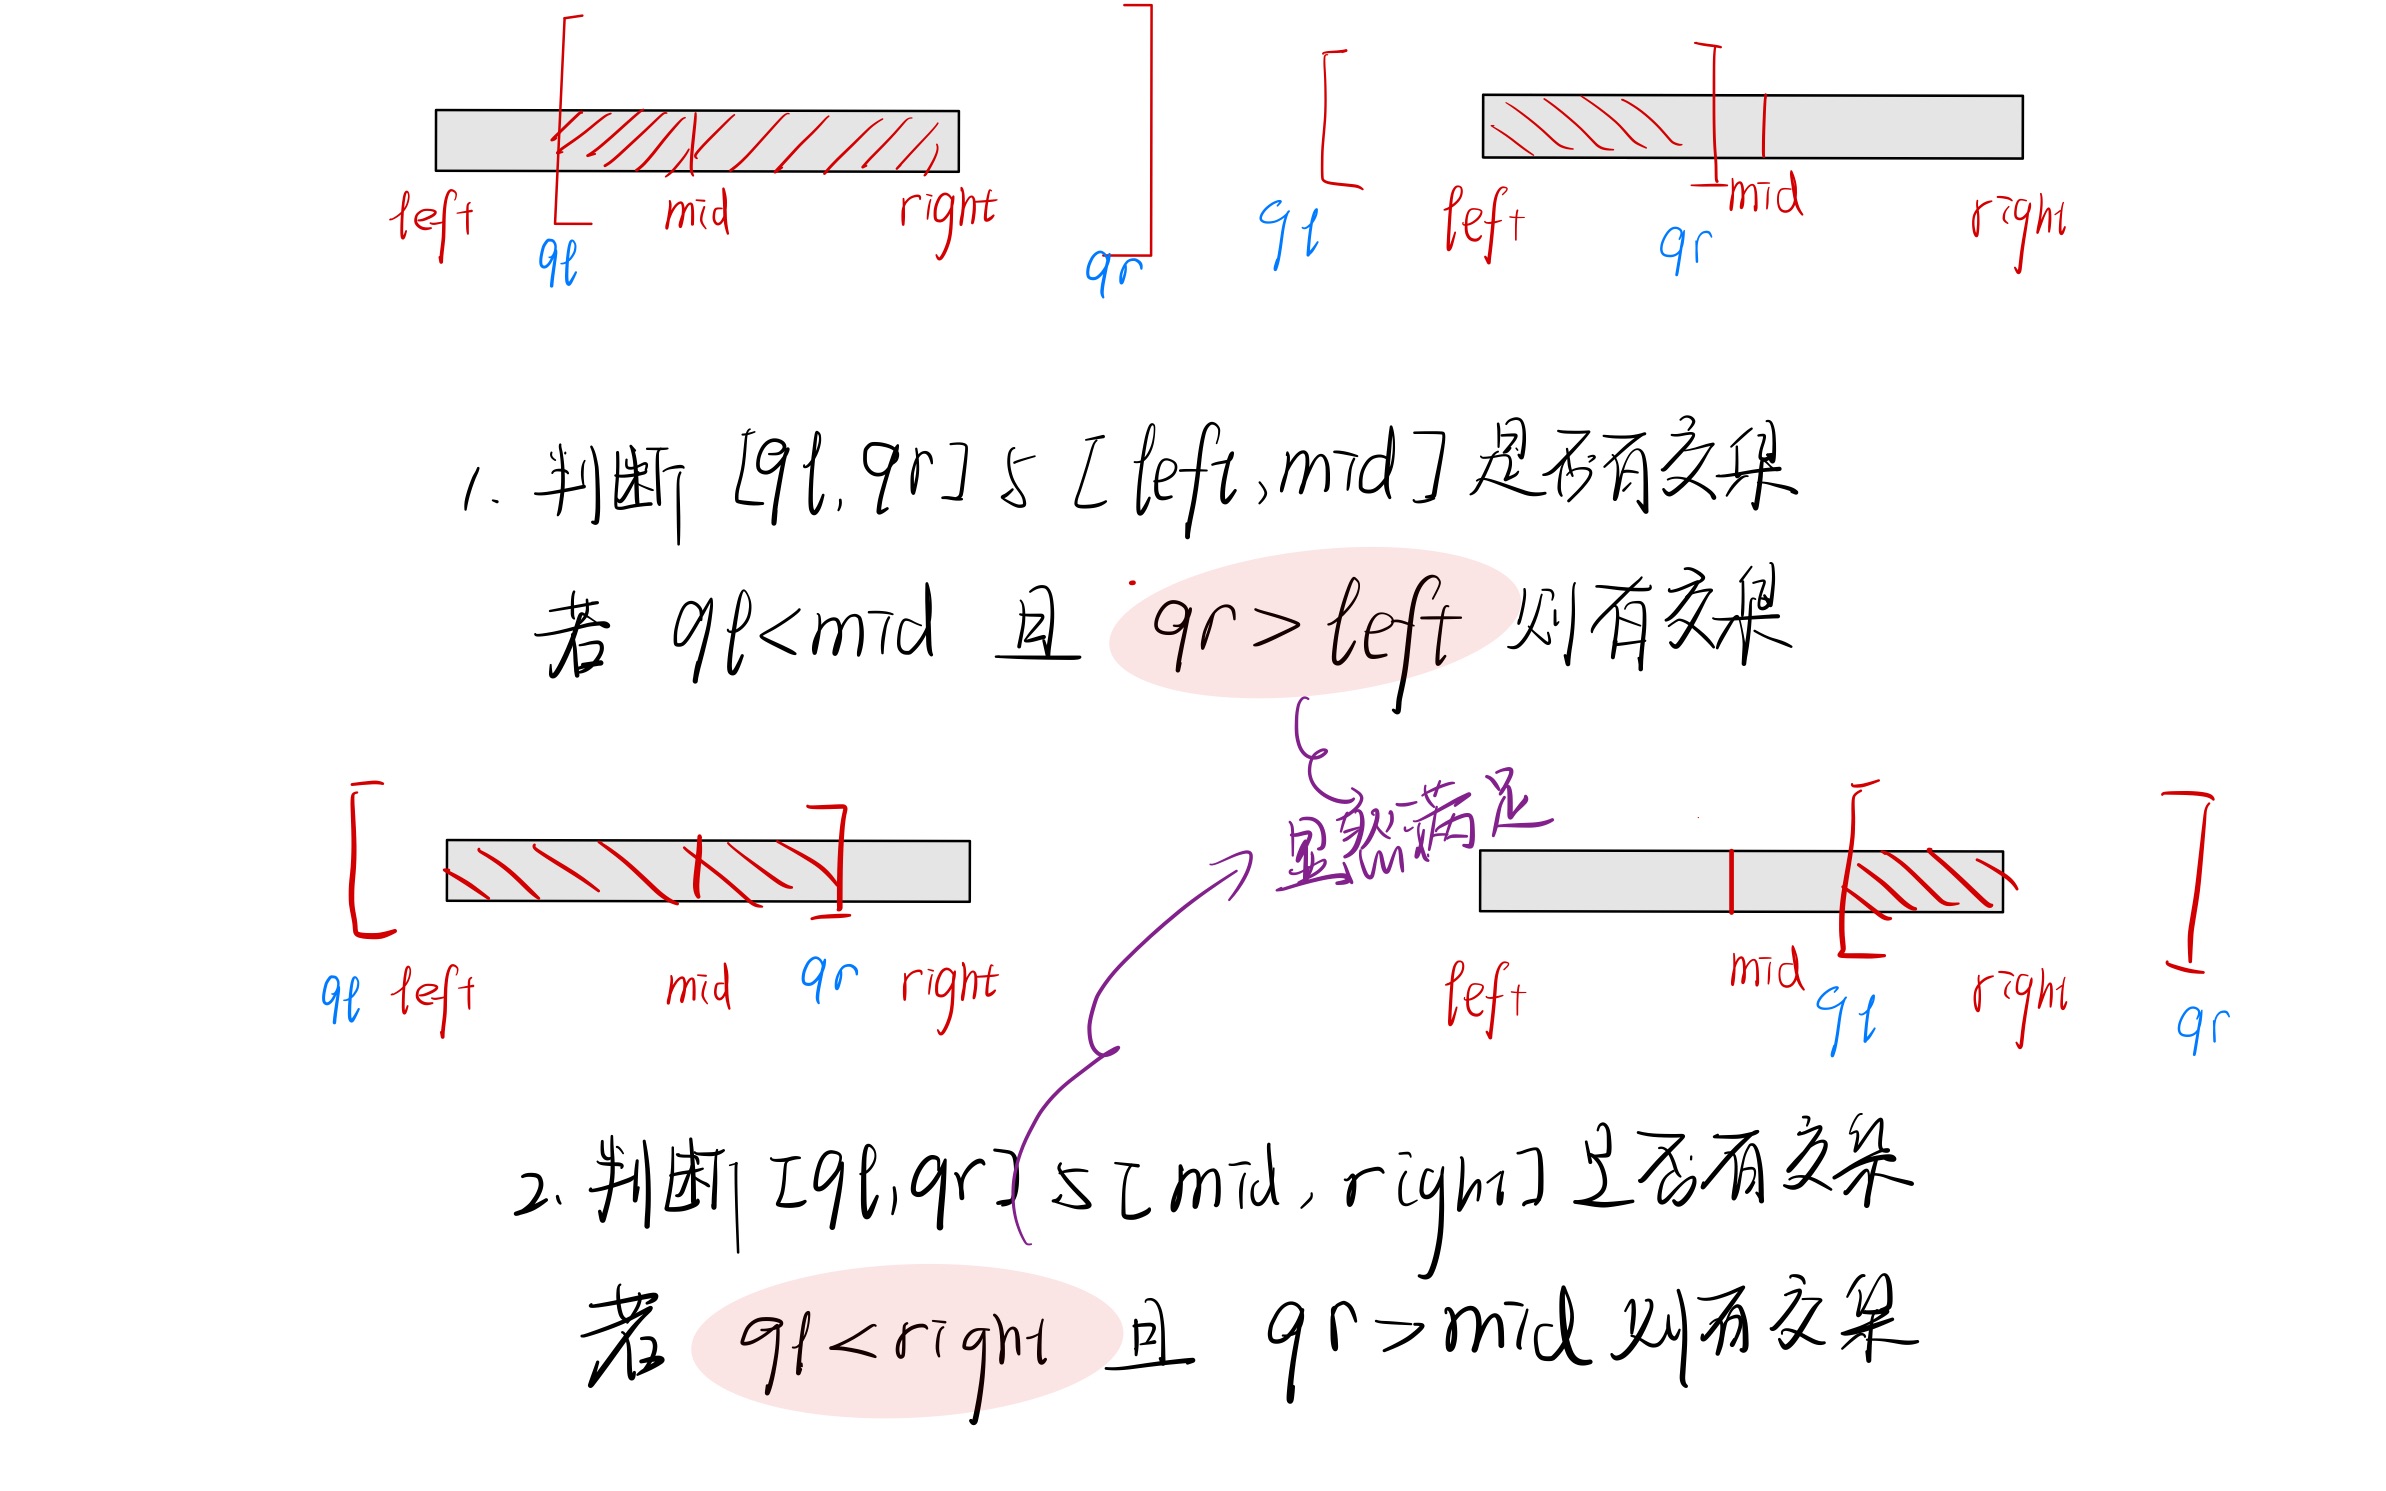 left ql mid right qr
ql left qr mid right
1. 判断 [ql, qr] 与 [left, mid] 是否有交集
若 ql<mid 且 qr>left 则有交集
显然满足
ql left mid qr right
left mid ql right qr
2. 判断 [ql, qr] 与 [mid, right] 是否有交集
若 ql<right 且 qr>mid 则有交集